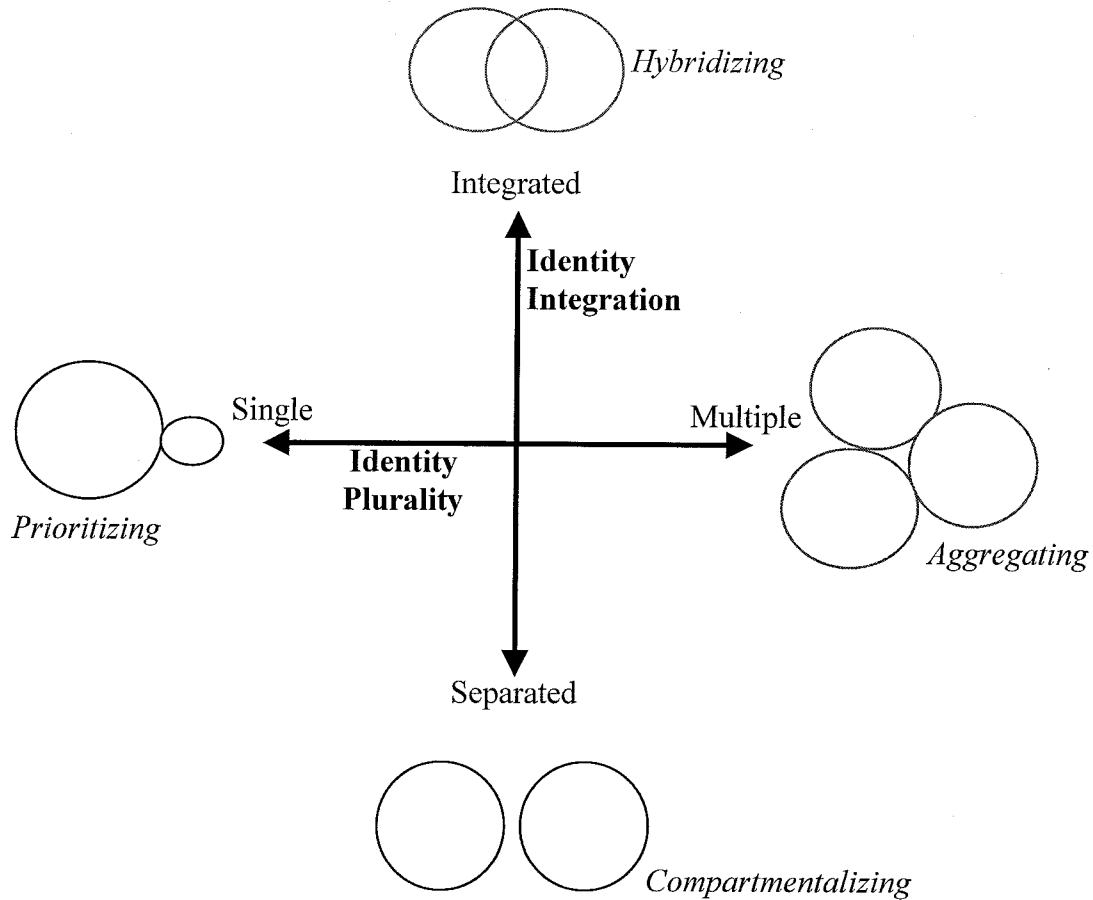 Hybridizing
Integrated
Identity
Integration
Single
Multiple
Identity
Plurality
Prioritizing
Aggregating
Separated
Compartmentalizing